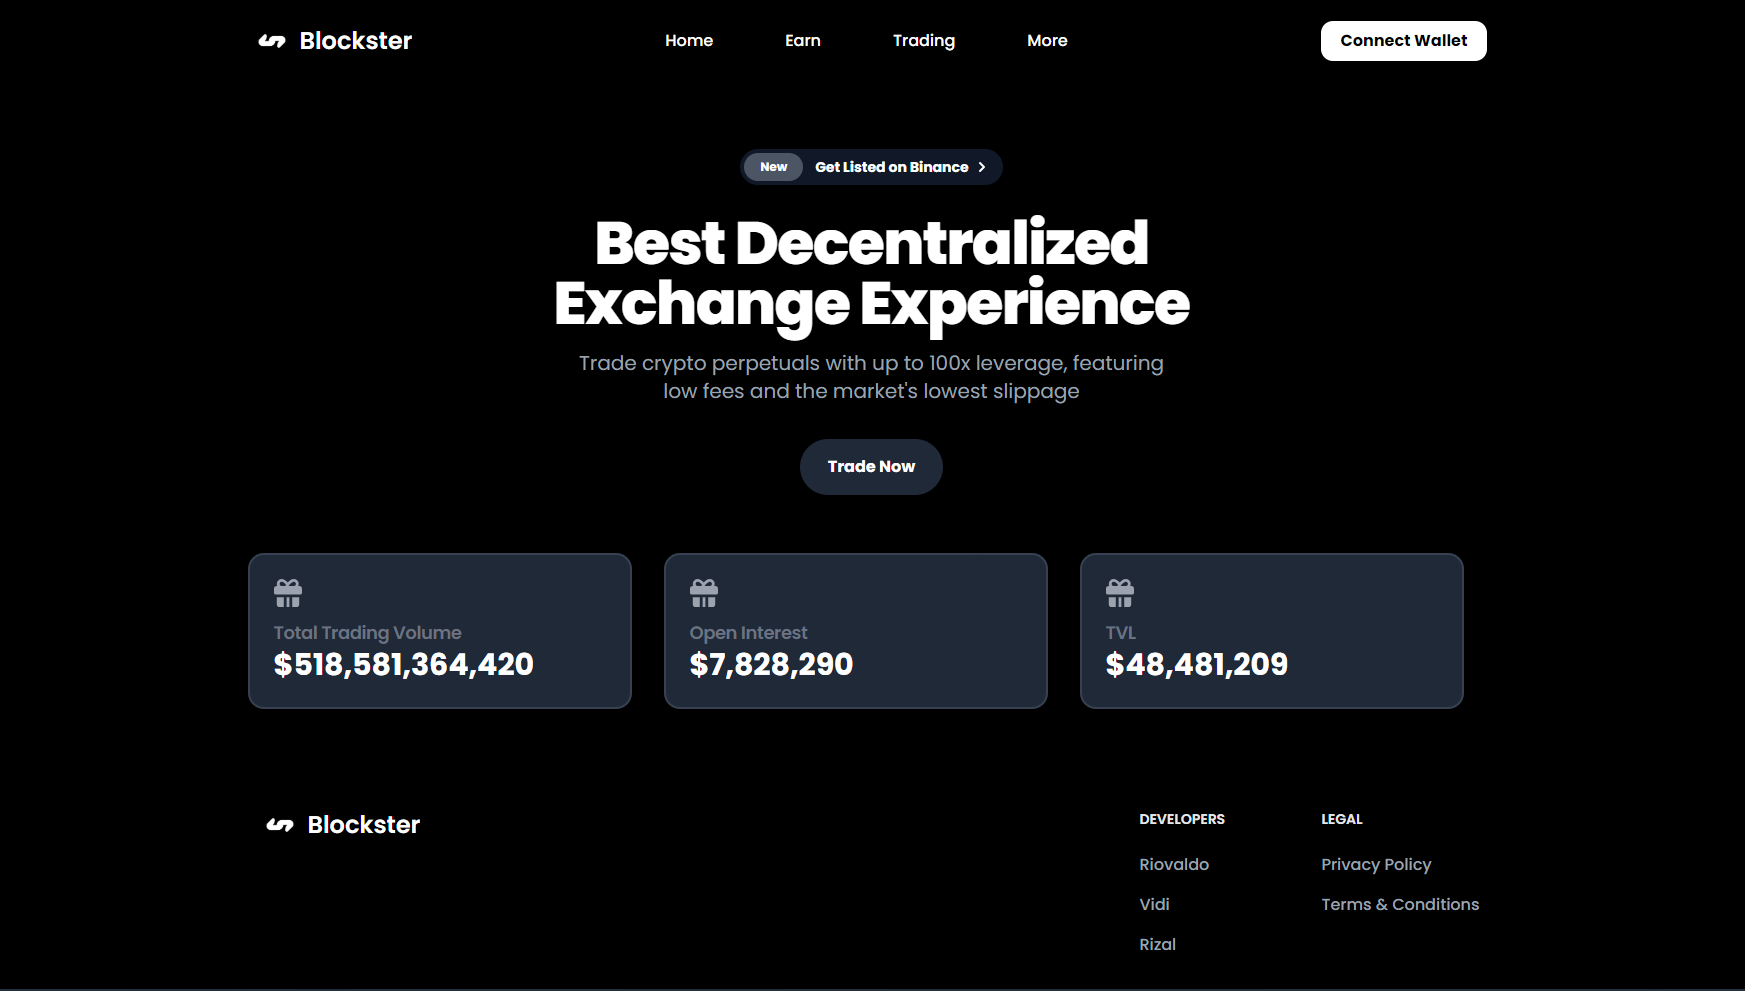 Blockster
Home
Earn
Trading
More
Connect Wallet
New
Get Listed on Binance
Best Decentralized
Exchange Experience
Trade crypto perpetuals with up to 100x leverage, featuring
low fees and the market's lowest slippage
Trade Now
Total Trading Volume
$518,581,364,420
Open Interest
$7,828,290
TVL
$48,481,209
Blockster
DEVELOPERS
Riovaldo
Vidi
Rizal
LEGAL
Privacy Policy
Terms & Conditions